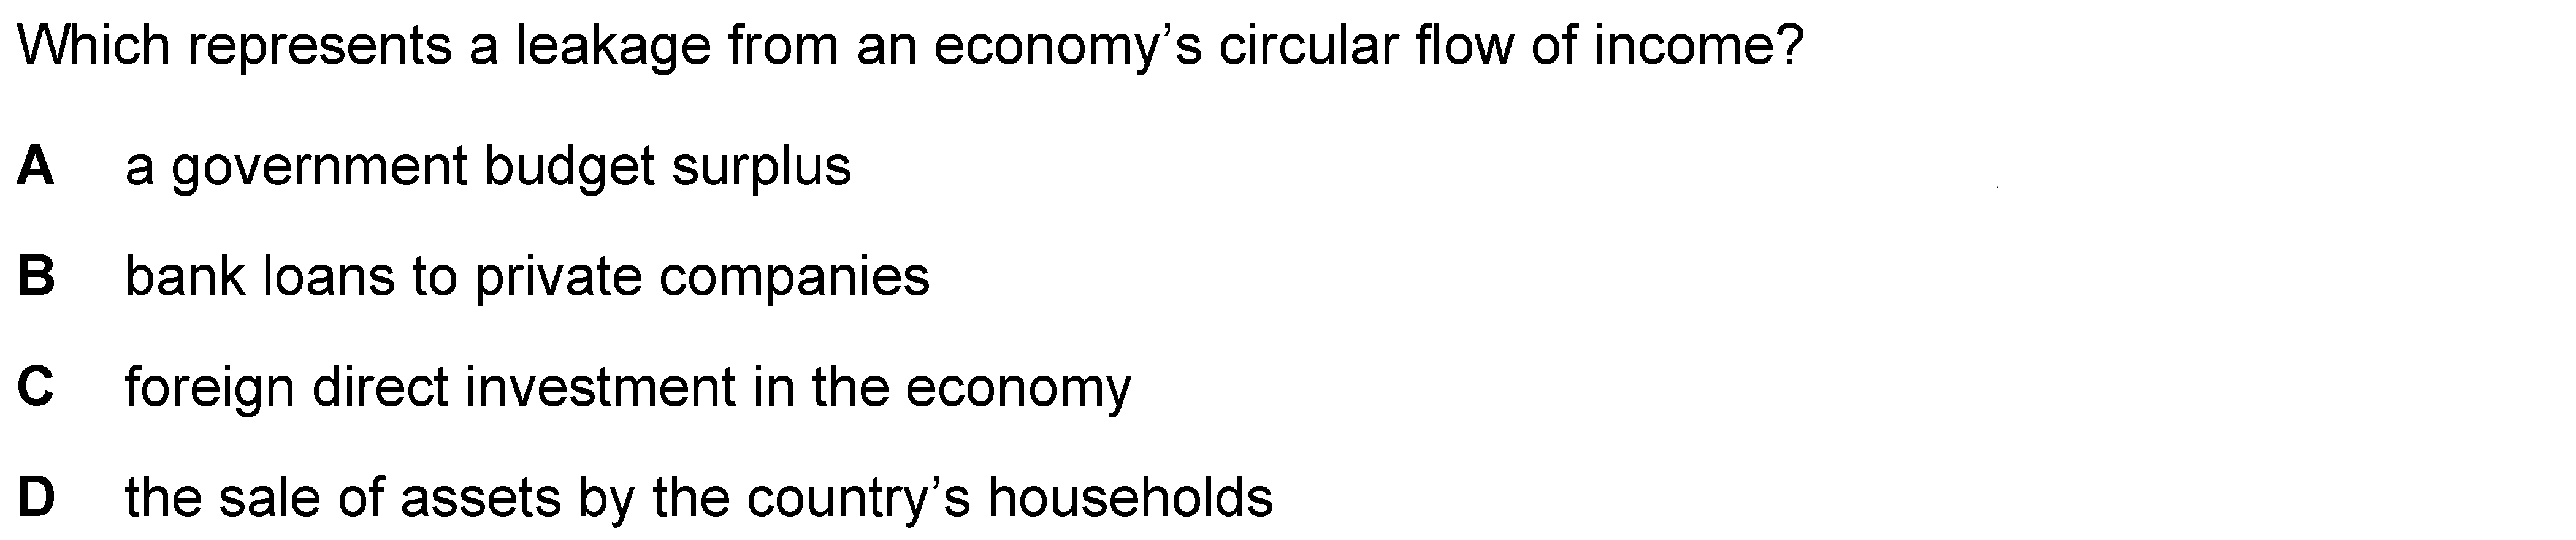 Which represents a leakage from an economy’s circular flow of income?
A a government budget surplus
B bank loans to private companies
C foreign direct investment in the economy
D the sale of assets by the country’s households